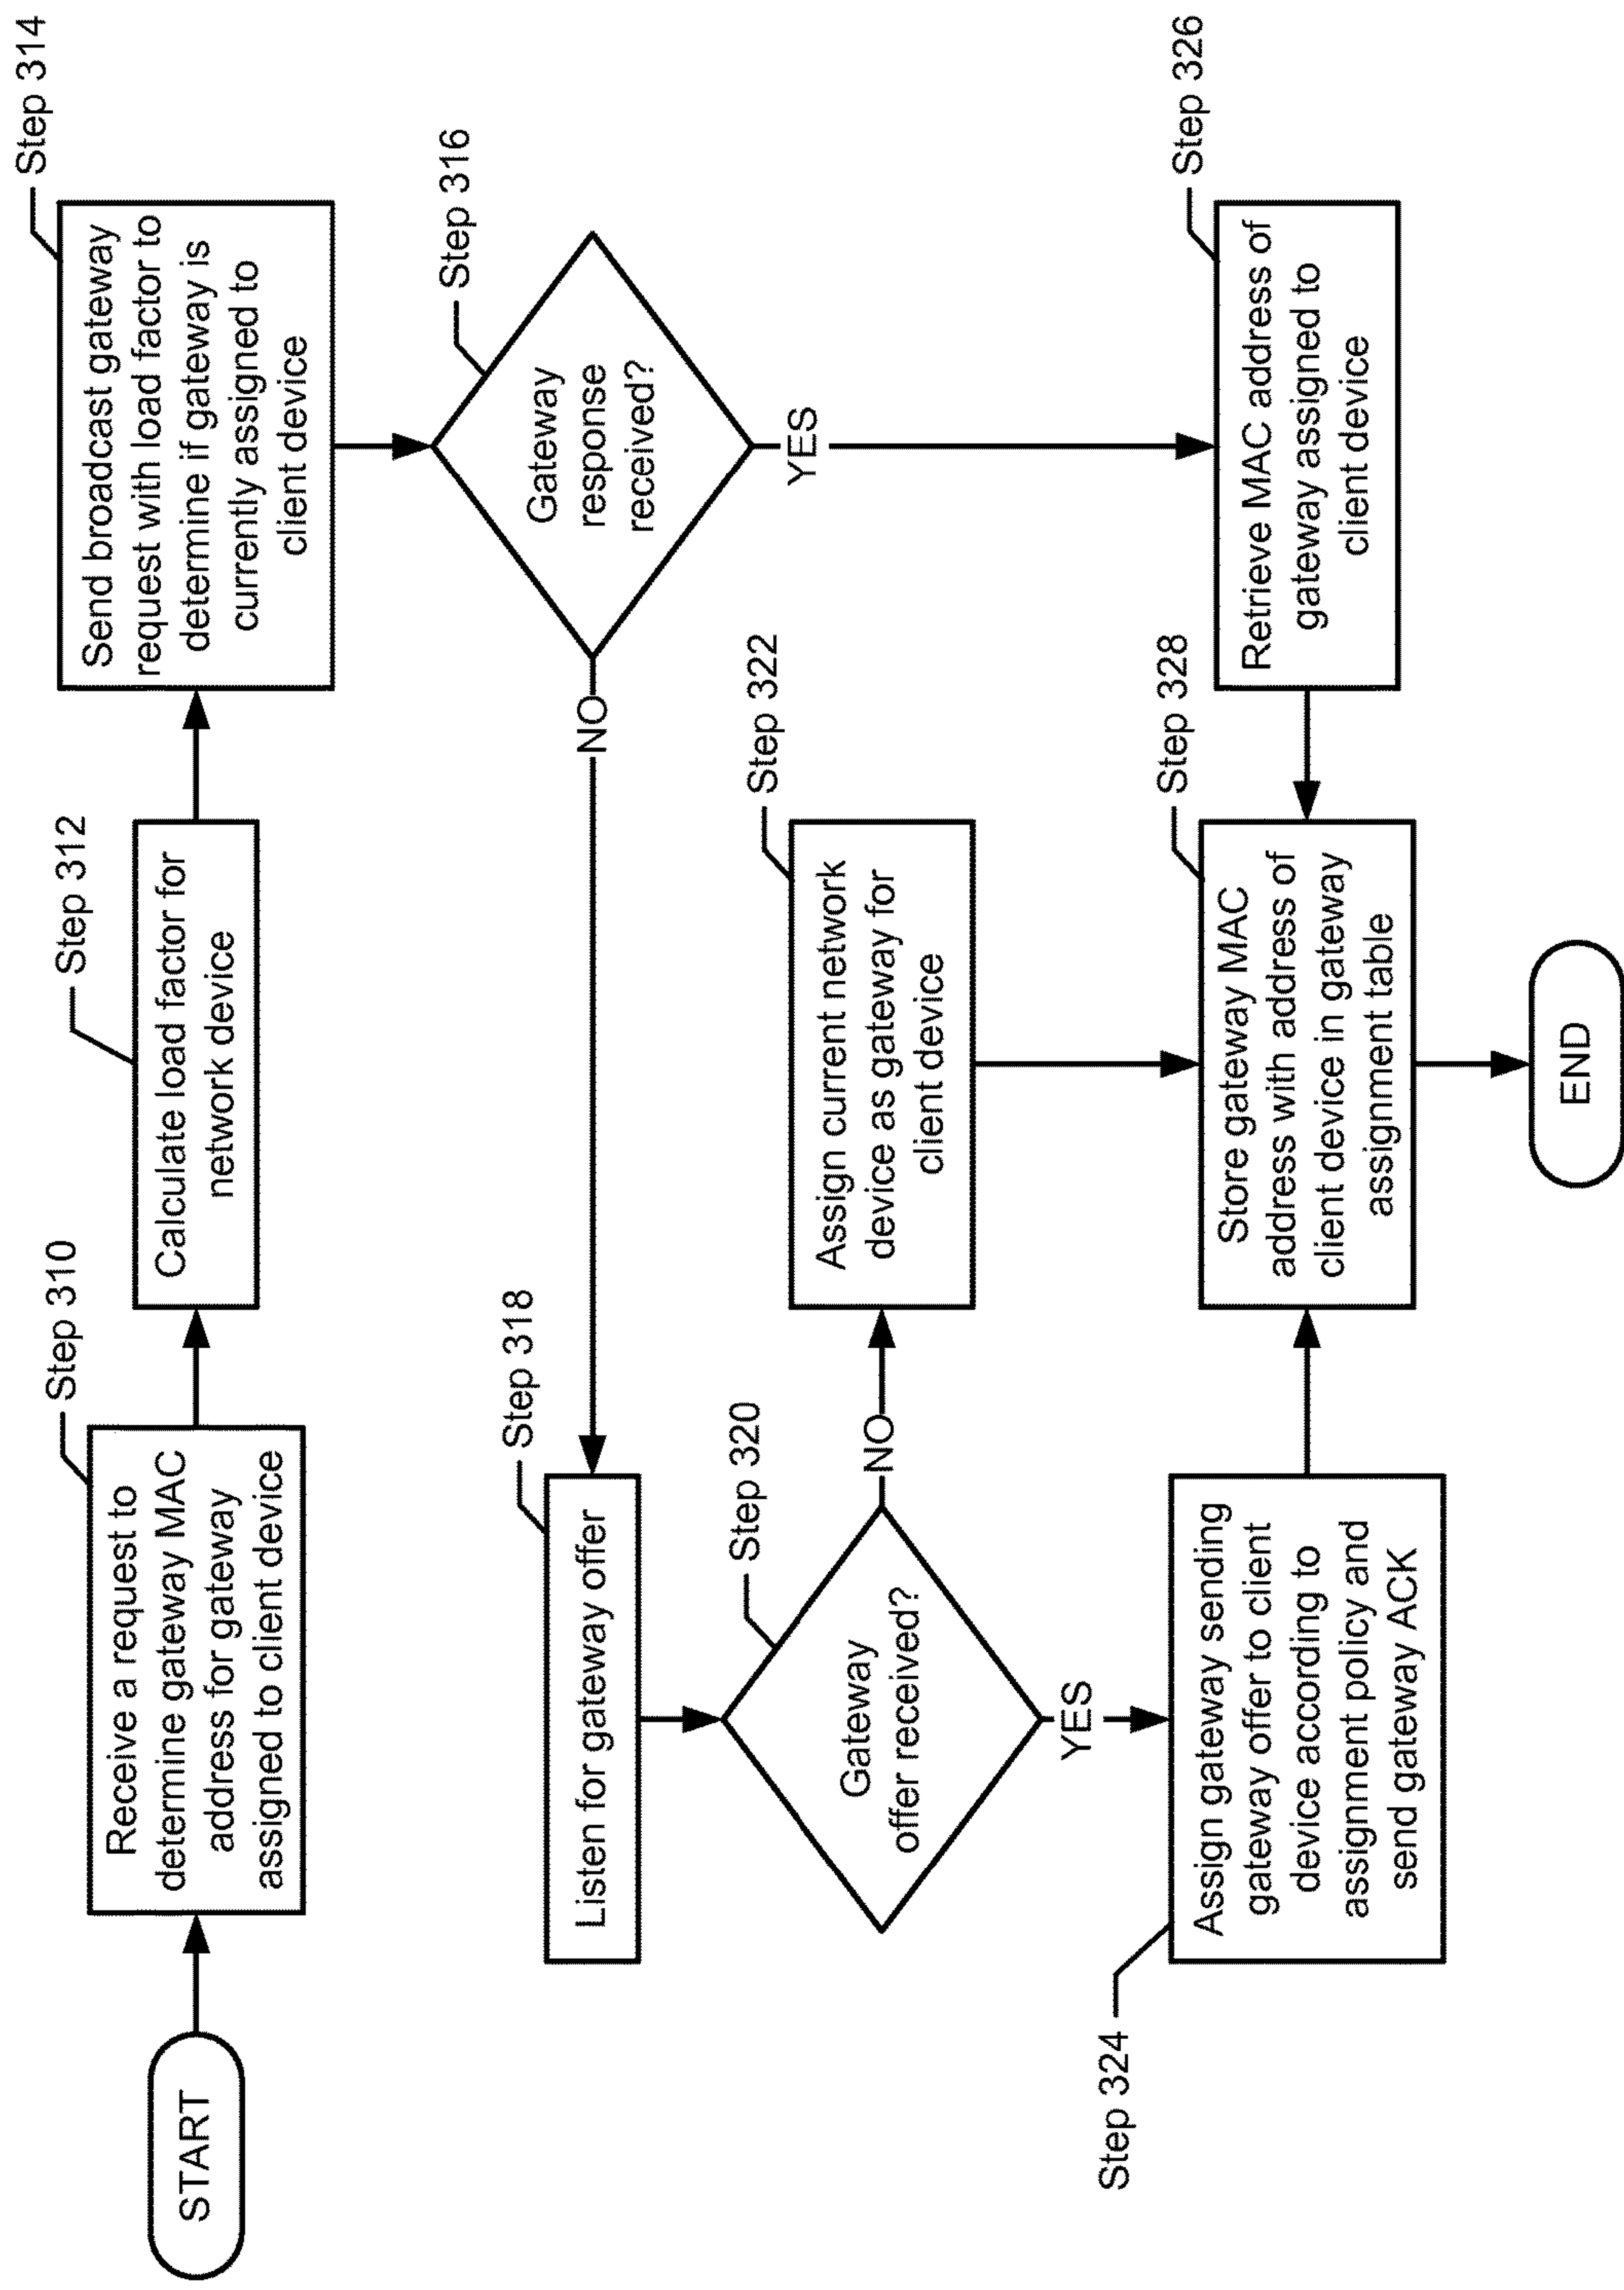 START
Step 310
Receive a request to
determine gateway MAC
address for gateway
assigned to client device
Step 312
Calculate load factor for
network device
Step 314
Send broadcast gateway
request with load factor to
determine if gateway is
currently assigned to
client device
Step 316
Gateway
response
received?
NO
YES
Step 318
Listen for gateway offer
Step 320
Gateway
offer received?
NO
YES
Step 322
Assign current network
device as gateway for
client device
Step 324
Assign gateway sending
gateway offer to client
device according to
assignment policy and
send gateway ACK
Step 326
Retrieve MAC address of
gateway assigned to
client device
Step 328
Store gateway MAC
address with address of
client device in gateway
assignment table
END